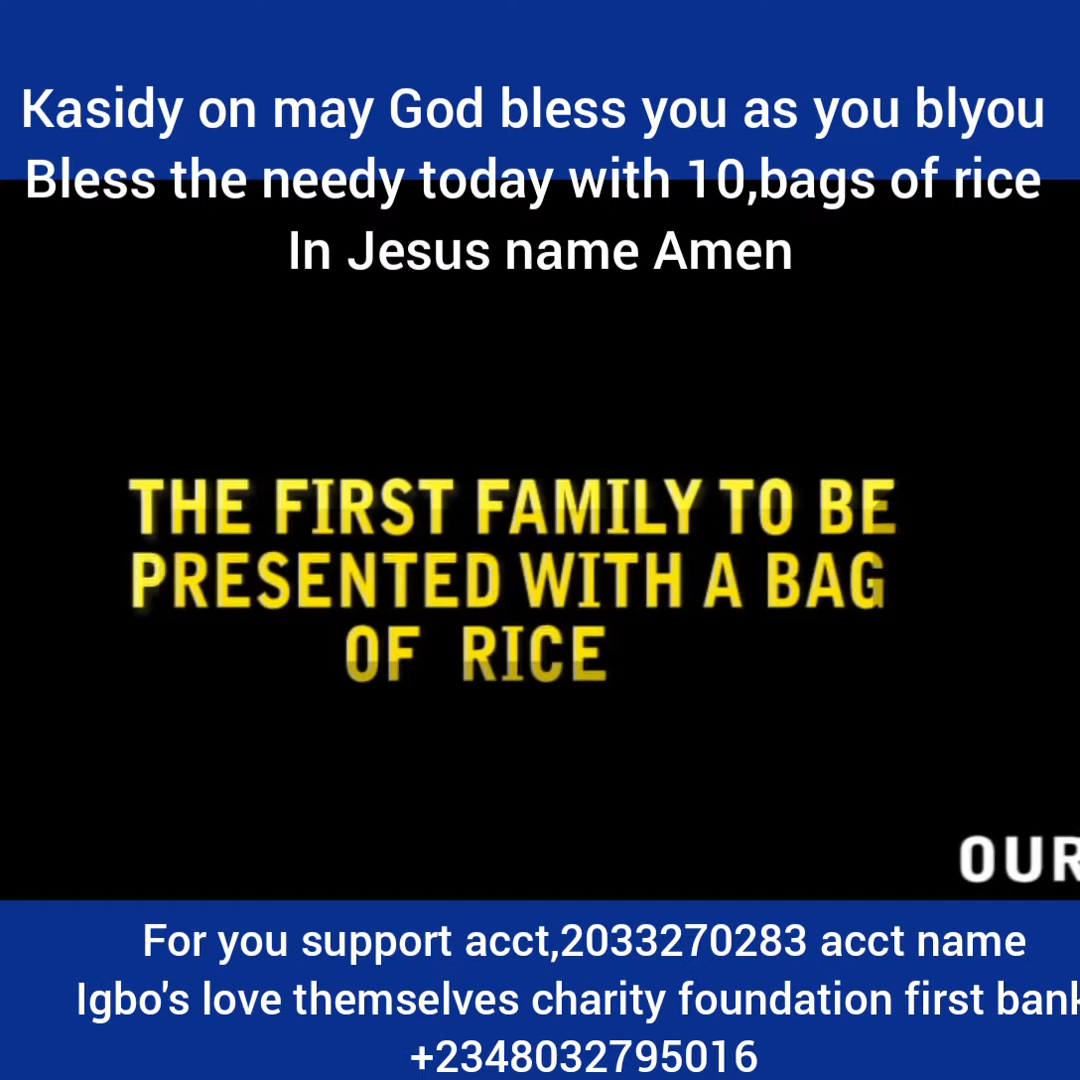 Kasidy on may God bless you as you blyou
Bless the needy today with 10,bags of rice
In Jesus name Amen
THE FIRST FAMILY TO BE
PRESENTED WITH A BAG
OF RICE
OUR
For you support acct,2033270283 acct name
Igbo's love themselves charity foundation first bank
+2348032795016